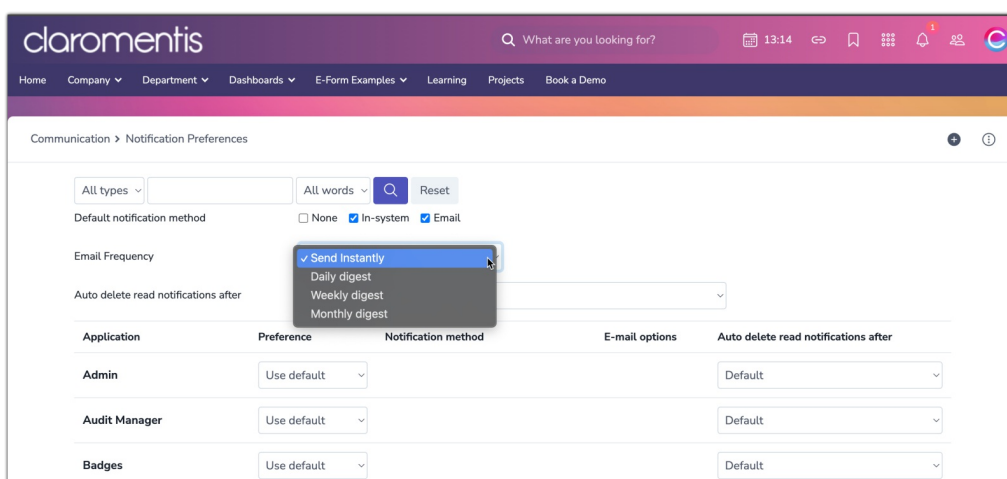 claromentis
What are you looking for?
13:14
1
Home Company Department Dashboards E-Form Examples Learning Projects Book a Demo
Communication > Notification Preferences
All types All words Reset
Default notification method None In-system Email
Email Frequency
✓ Send Instantly
Daily digest
Weekly digest
Monthly digest
Auto delete read notifications after
Application Preference Notification method E-mail options Auto delete read notifications after
Admin Use default Default
Audit Manager Use default Default
Badges Use default Default